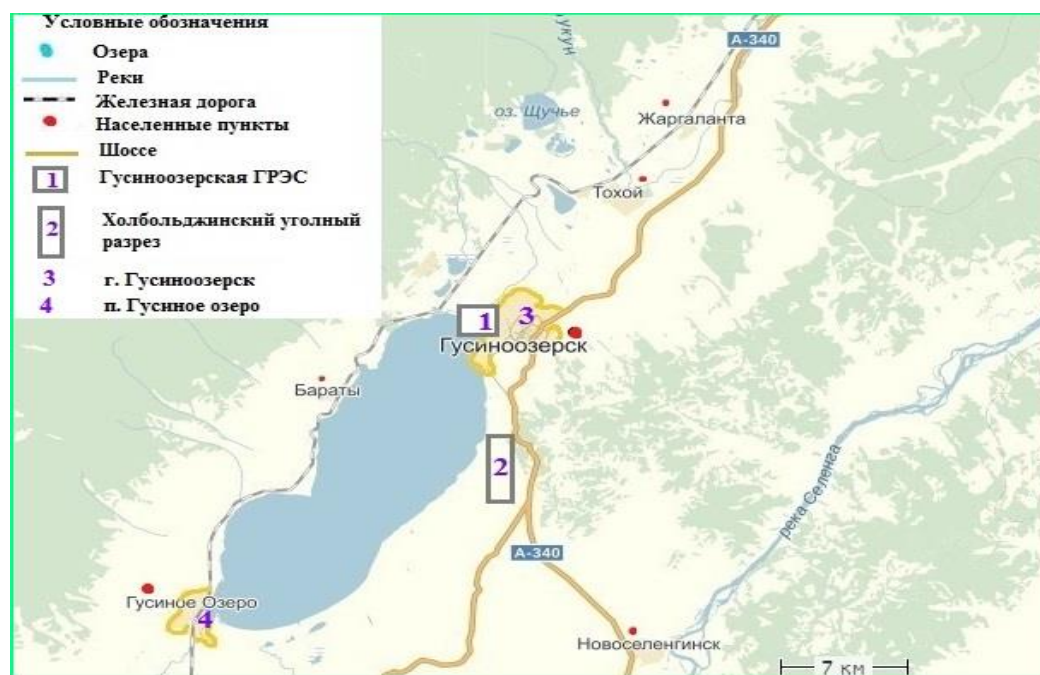 Условные обозначения
Озера
Реки
Железная дорога
Населенные пункты
Шоссе
1 Гусиноозерская ГРЭС
2 Холбольджинский уголный
разрез
3 г. Гусиноозерск
4 п. Гусиное озеро
А-340
оз. Щучье
Жаргаланта
Тохой
1
3
Гусиноозерск
Бараты
2
река Селенга
А-340
Гусиное Озеро
4
Новоселенгинск
7 км